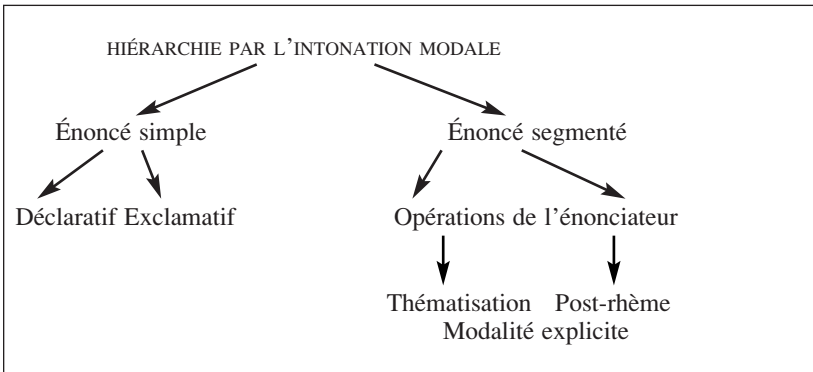 HIÉRARCHIE PAR L'INTONATION MODALE
Énoncé simple Énoncé segmenté
Déclaratif Exclamatif Opérations de l'énonciateur
Thématisation Post-rhème
Modalité explicite